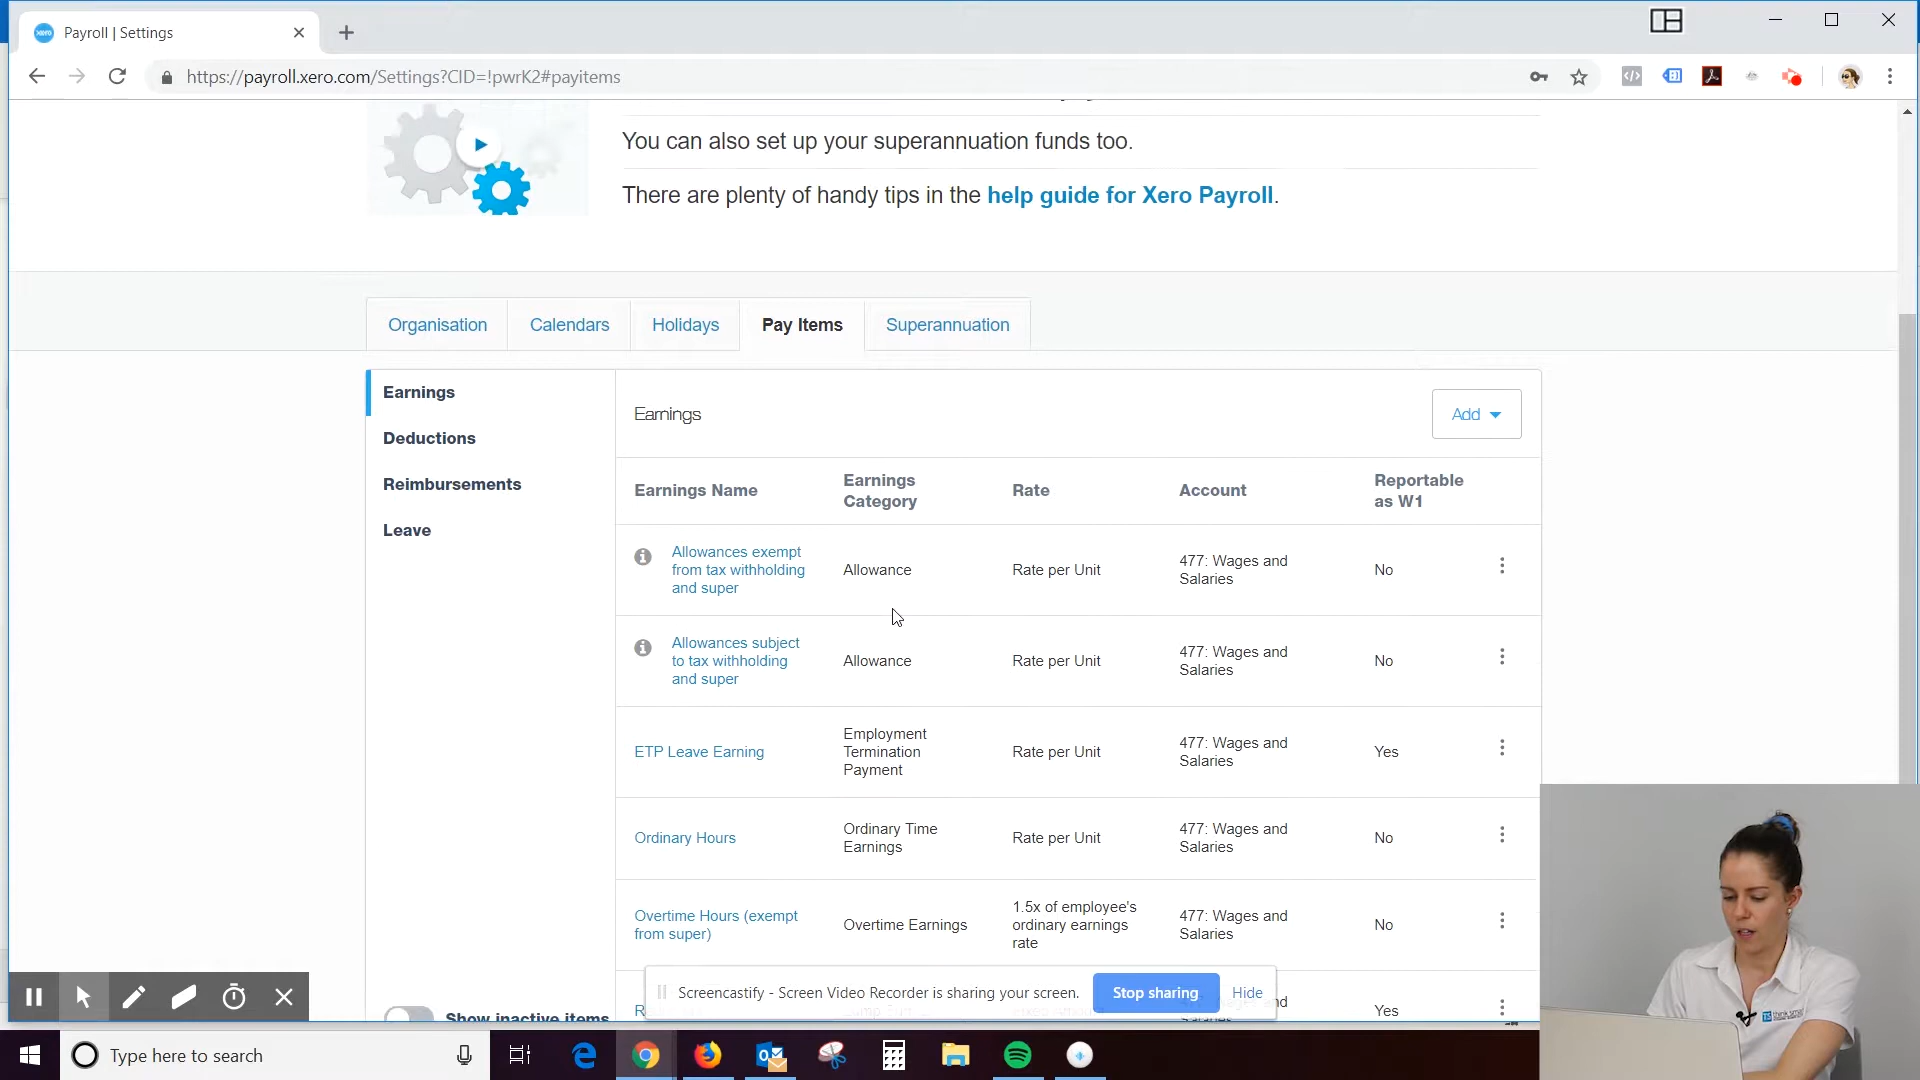 xero
Payroll | Settings
https://payroll.xero.com/Settings?CID=!pwrK2#payitems
You can also set up your superannuation funds too.
There are plenty of handy tips in the help guide for Xero Payroll.
Organisation
Calendars
Holidays
Pay Items
Superannuation
Earnings
Deductions
Reimbursements
Leave
Show inactive items
Earnings
Add
Earnings Name
Earnings
Category
Rate
Account
Reportable
as W1
Allowances exempt
from tax withholding
and super
Allowance
Rate per Unit
477: Wages and
Salaries
No
Allowances subject
to tax withholding
and super
Allowance
Rate per Unit
477: Wages and
Salaries
No
ETP Leave Earning
Employment
Termination
Payment
Rate per Unit
477: Wages and
Salaries
Yes
Ordinary Hours
Ordinary Time
Earnings
Rate per Unit
477: Wages and
Salaries
No
Overtime Hours (exempt
from super)
Overtime Earnings
1.5x of employee's
ordinary earnings
rate
477: Wages and
Salaries
No
Yes
Screencastify - Screen Video Recorder is sharing your screen.
Stop sharing
Hide
Type here to search